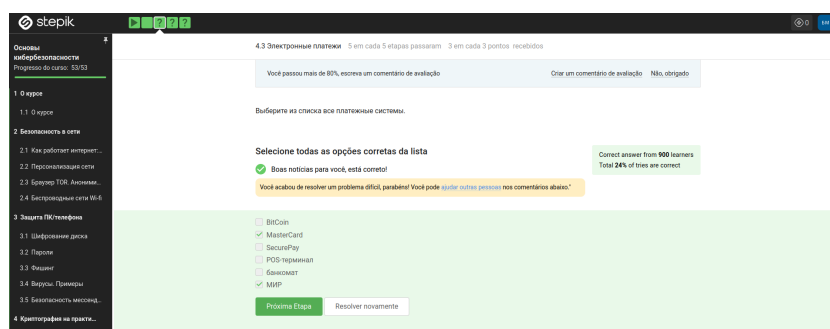 stepik
0
БМ
Основы
кибербезопасности
Progresso do curso: 53/53
1 О курсе
1.1 О курсе
2 Безопасность в сети
2.1 Как работает интернет:...
2.2 Персонализация сети
2.3 Браузер TOR. Аноними...
2.4 Беспроводные сети Wi-fi
3 Защита ПК/телефона
3.1 Шифрование диска
3.2 Пароли
3.3 Фишинг
3.4 Вирусы. Примеры
3.5 Безопасность мессенд...
4 Криптография на практи...
4.3 Электронные платежи 5 em cada 5 etapas passaram 3 em cada 3 pontos recebidos
Você passou mais de 80%, escreva um comentário de avaliação
Criar um comentário de avaliação Não, obrigado
Выберите из списка все платежные системы.
Selecione todas as opções corretas da lista
Boas notícias para você, está correto!
Você acabou de resolver um problema difícil, parabéns! Você pode ajudar outras pessoas nos comentários abaixo."
Correct answer from 900 learners
Total 24% of tries are correct
BitCoin
MasterCard
SecurePay
POS-терминал
банкомат
МИР
Próxima Etapa
Resolver novamente